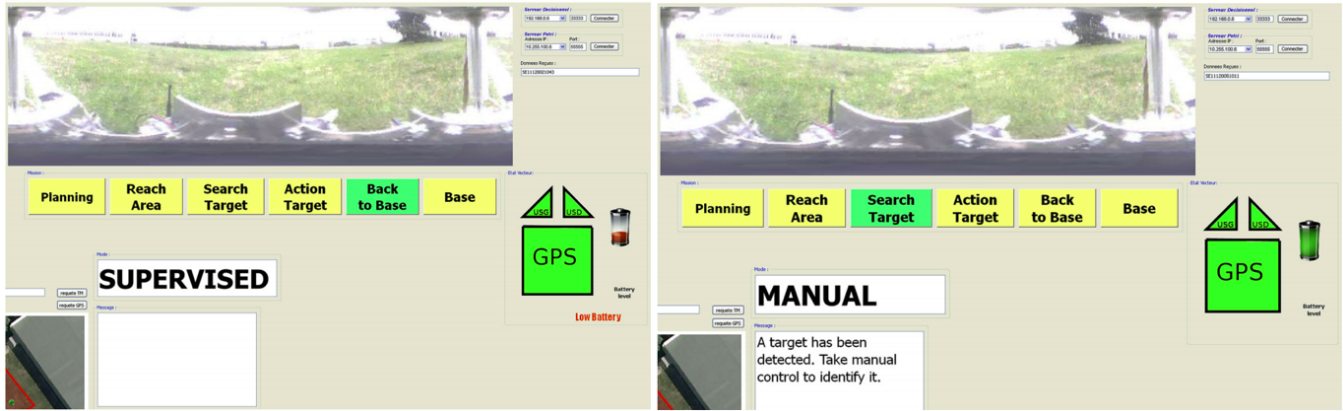 Serveur Decisionnel :
192.168.0.6 33333 Connecter
Serveur Pekri :
Adresse IP : Port :
10.255.100.6 55555 Connecter
Donnees Reçues :
Mission :
Planning
Reach
Area
Search
Target
Action
Target
Back
to Base
Base
Etat Vecteur:
USG USD
GPS
Battery
level
Low Battery
Mode :
SUPERVISED
requete TM
requete GPS
Message :
Serveur Decisionnel :
192.168.0.6 33333 Connecter
Adresse IP : Port :
10.255.100.6 55555 Connecter
Donnees Reçues :
Mission :
Planning
Reach
Area
Search
Target
Action
Target
Back
to Base
Base
Etat Vecteur:
USG USD
GPS
Battery
level
Mode :
MANUAL
requete TM
requete GPS
Message :
A target has been
detected. Take manual
control to identify it.